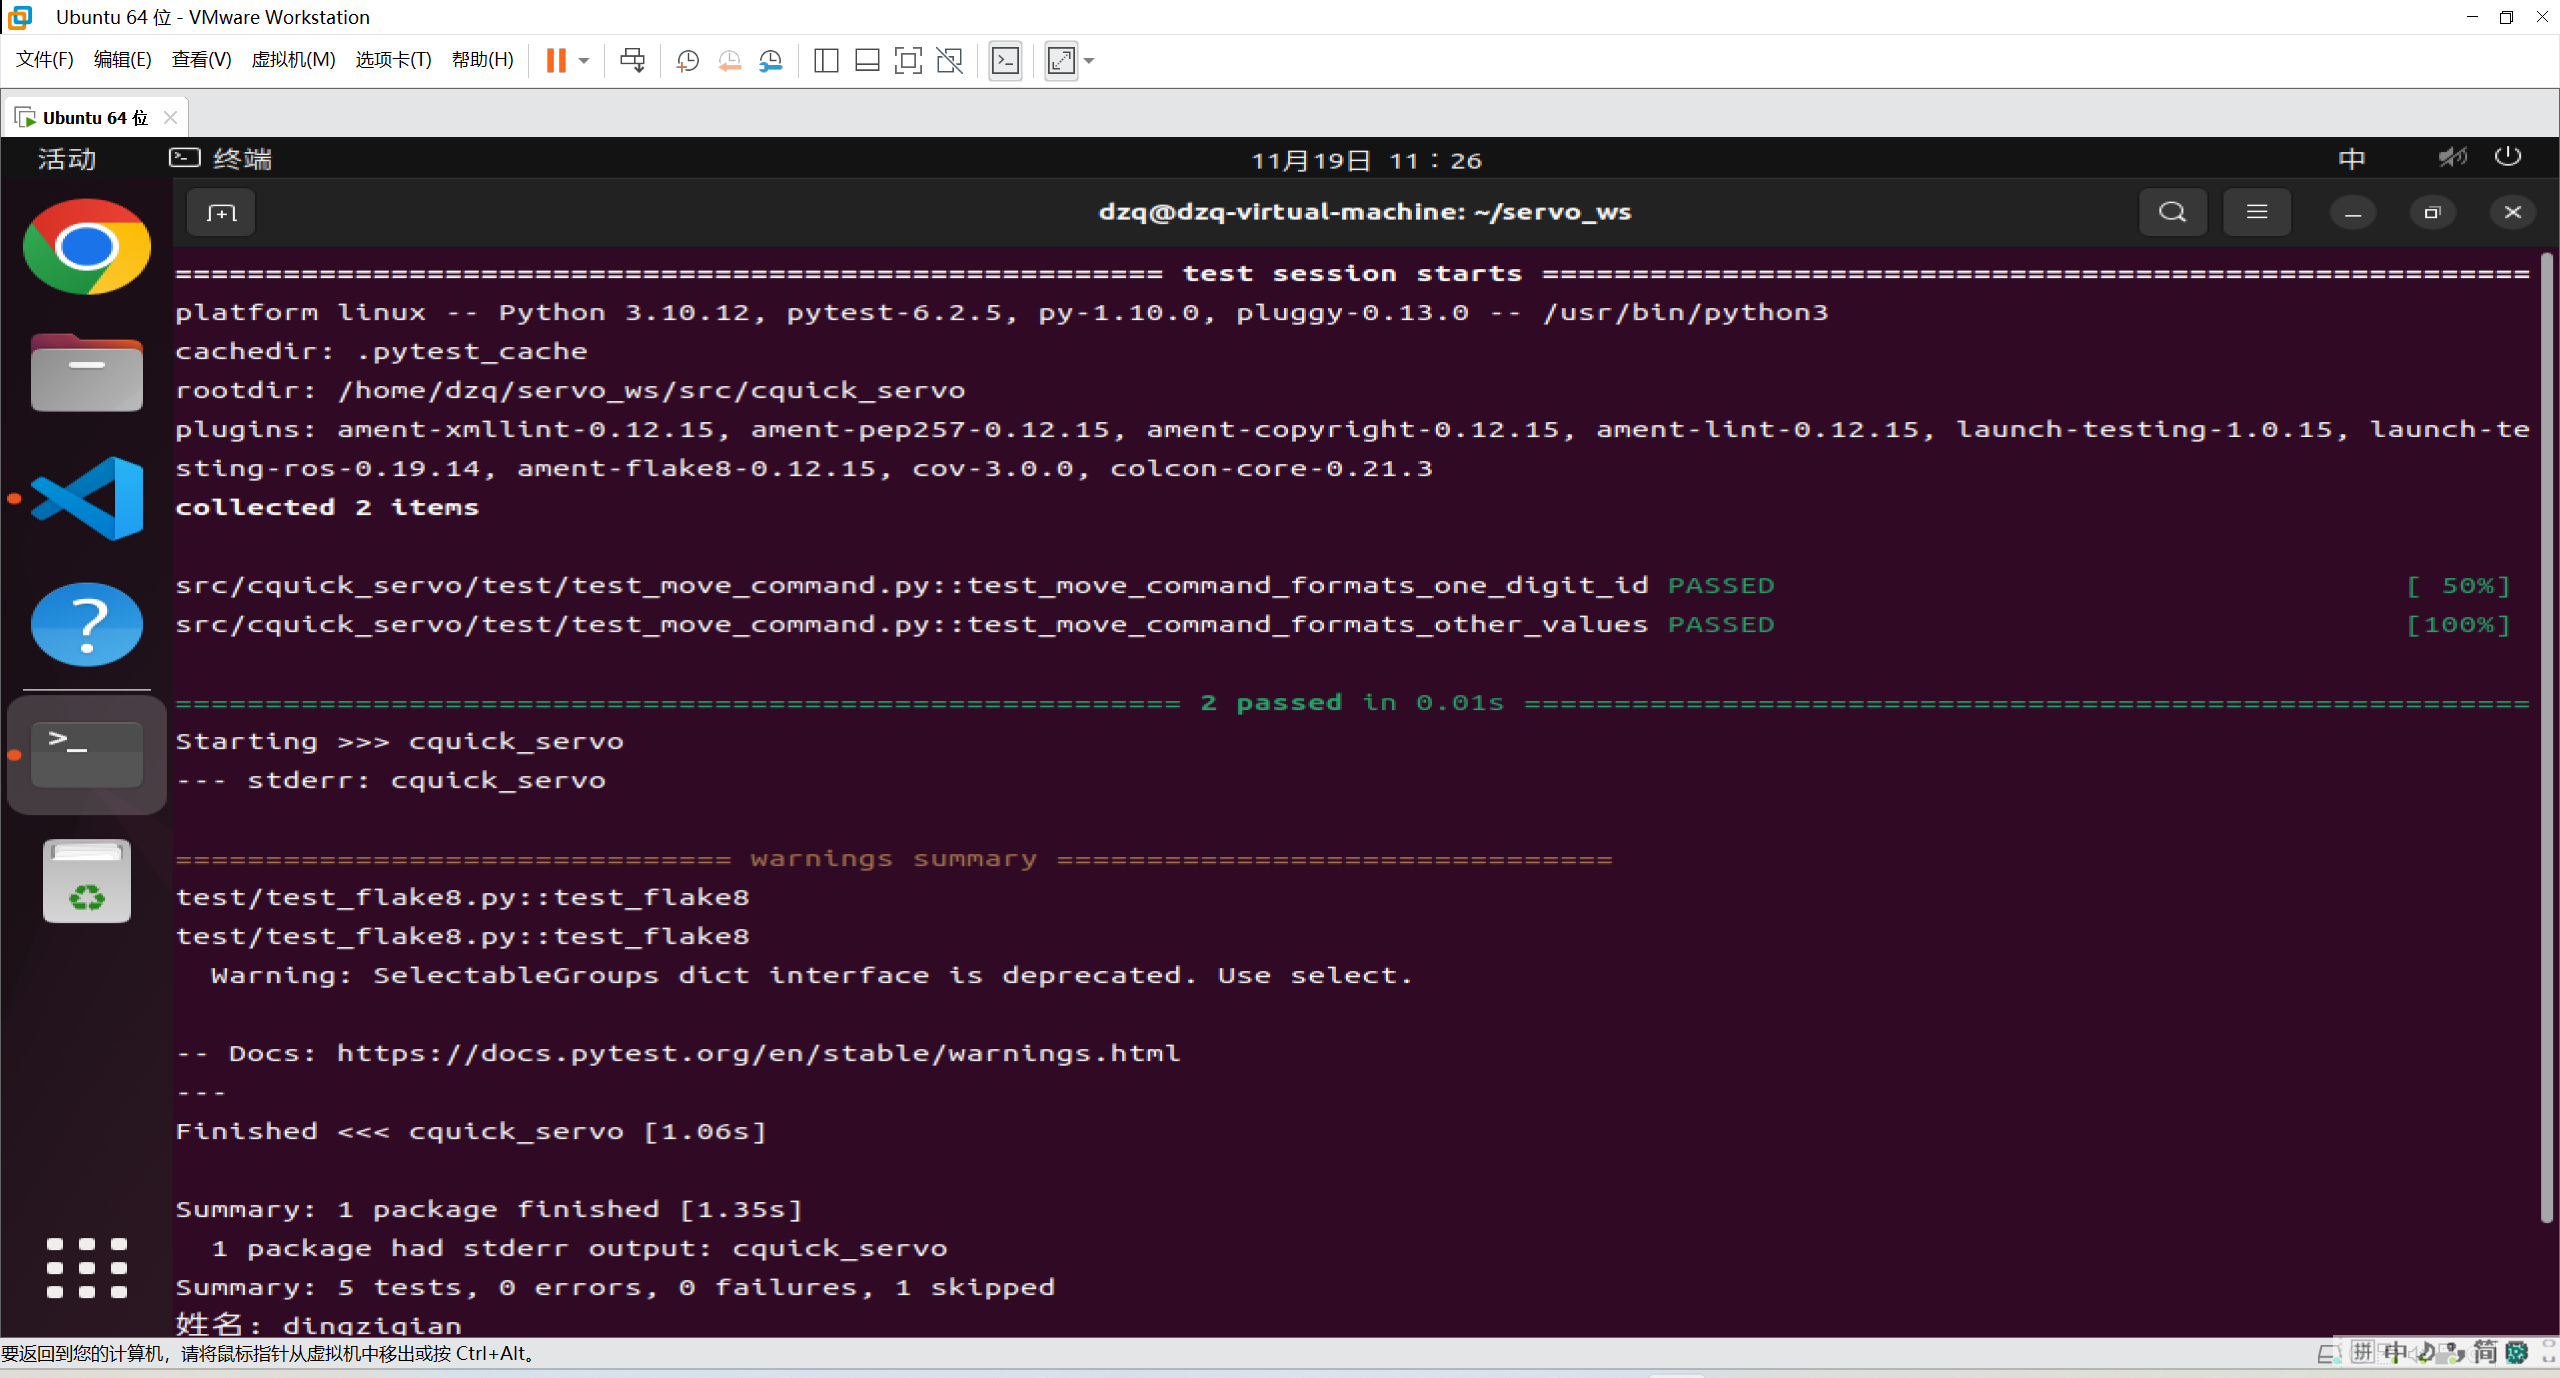 Ubuntu 64 位 - VMware Workstation
文件(F) 编辑(E) 查看(V) 虚拟机(M) 选项卡(T) 帮助(H)
Ubuntu 64 位
活动 终端 11月19日 11：26 中
dzq@dzq-virtual-machine: ~/servo_ws
======================================================= test session starts =======================================================
platform linux -- Python 3.10.12, pytest-6.2.5, py-1.10.0, pluggy-0.13.0 -- /usr/bin/python3
cachedir: .pytest_cache
rootdir: /home/dzq/servo_ws/src/cquick_servo
plugins: ament-xmllint-0.12.15, ament-pep257-0.12.15, ament-copyright-0.12.15, ament-lint-0.12.15, launch-testing-1.0.15, launch-te
sting-ros-0.19.14, ament-flake8-0.12.15, cov-3.0.0, colcon-core-0.21.3
collected 2 items
src/cquick_servo/test/test_move_command.py::test_move_command_formats_one_digit_id PASSED [ 50%]
src/cquick_servo/test/test_move_command.py::test_move_command_formats_other_values PASSED [100%]
======================================================== 2 passed in 0.01s ========================================================
Starting >>> cquick_servo
--- stderr: cquick_servo
=============================== warnings summary ===============================
test/test_flake8.py::test_flake8
test/test_flake8.py::test_flake8
  Warning: SelectableGroups dict interface is deprecated. Use select.
-- Docs: https://docs.pytest.org/en/stable/warnings.html
---
Finished <<< cquick_servo [1.06s]
Summary: 1 package finished [1.35s]
  1 package had stderr output: cquick_servo
Summary: 5 tests, 0 errors, 0 failures, 1 skipped
姓名: dingziqian
要返回到您的计算机，请将鼠标指针从虚拟机中移出或按 Ctrl+Alt。
拼 中 简